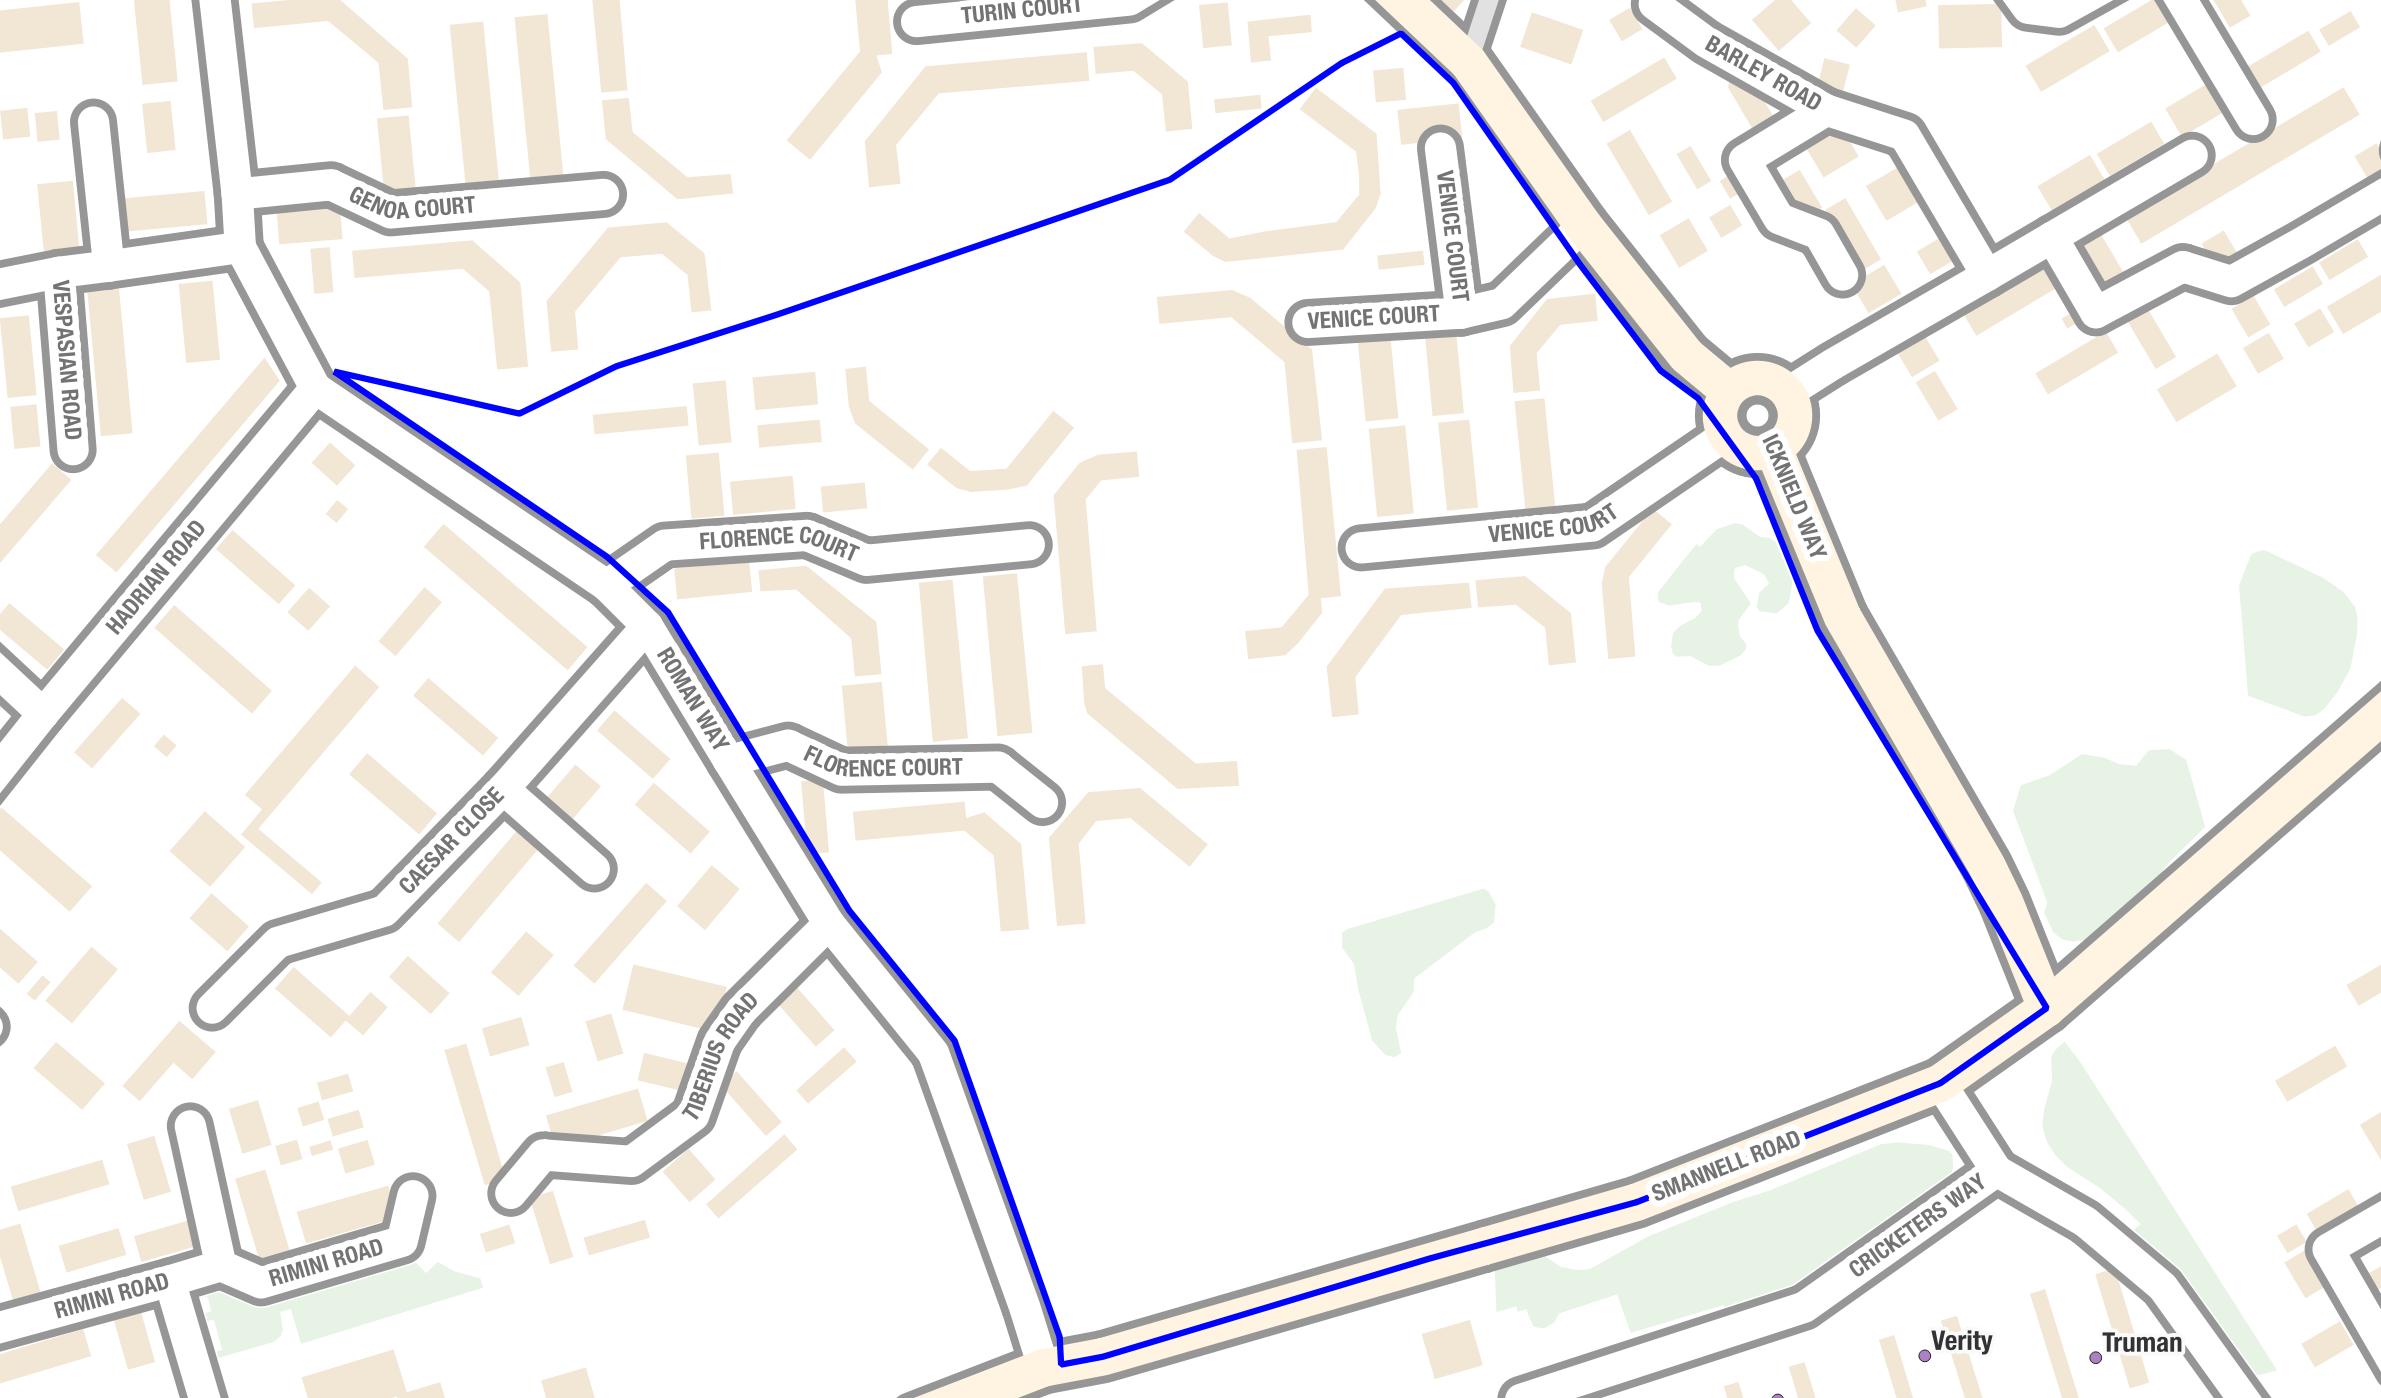 TURIN COURT
BARLEY ROAD
GENOA COURT
VENICE COURT
VESPASIAN ROAD
VENICE COURT
ICKNIELD WAY
HADRIAN ROAD
FLORENCE COURT
VENICE COURT
ROMAN WAY
FLORENCE COURT
CAESAR CLOSE
TIBERIUS ROAD
SMANNELL ROAD
CRICKETERS WAY
RIMINI ROAD
RIMINI ROAD
Verity
Truman